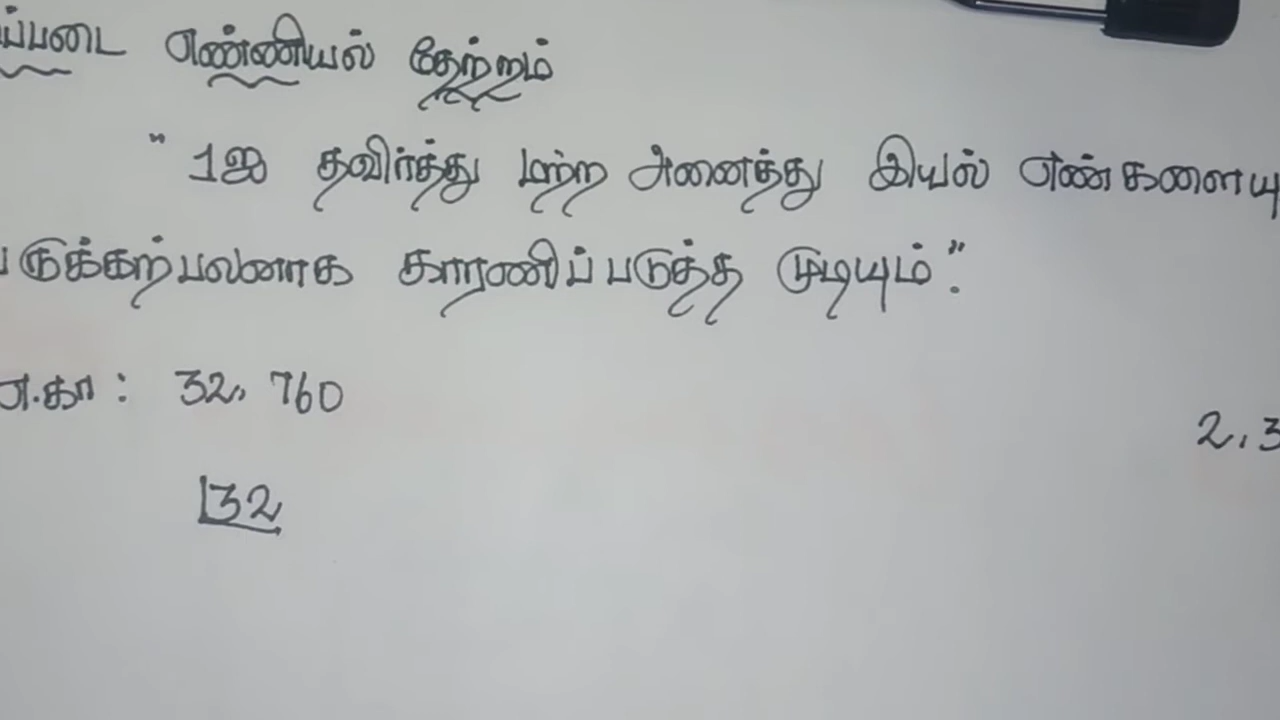 ப்படை எண்ணியல் தேற்றம்
" 1ஐ தவிர்த்து மற்ற அனைத்து இயல் எண்களையு
பகுக்கற்பலனாக காரணிப்படுத்த முடியும்".
எ.கா : 32, 760
2, 3
32